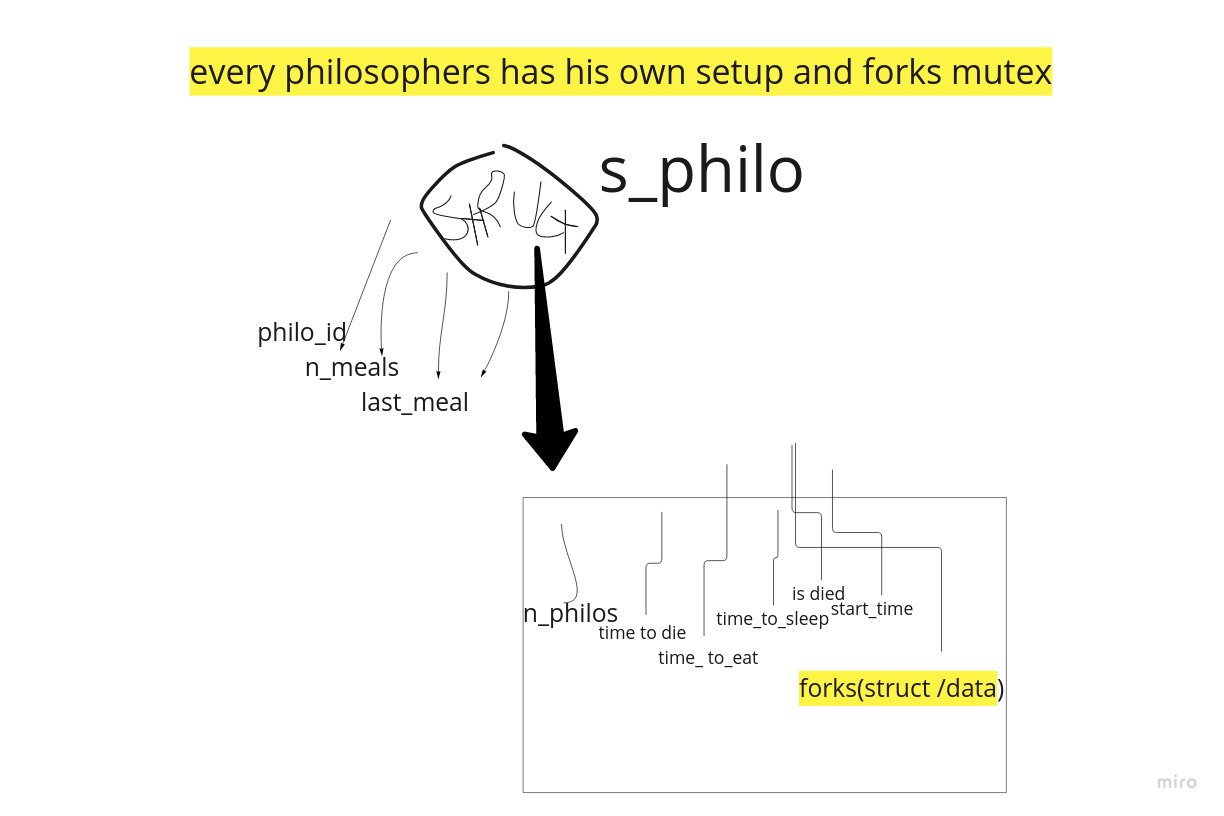 every philosophers has his own setup and forks mutex
s_philo
StRUCt
philo_id
n_meals
last_meal
is died
start_time
n_philos
time_to_sleep
time to die
time_ to_eat
forks(struct /data)
miro